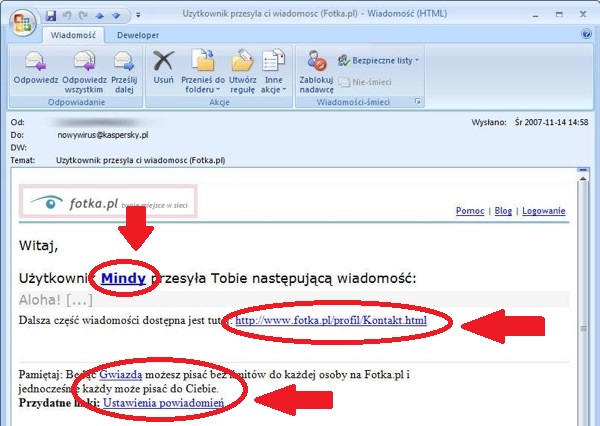 Uzytkownik przesyla ci wiadomosc (Fotka.pl) - Wiadomość (HTML)
Wiadomość Deweloper
Odpowiedz Odpowiedz wszystkim Prześlij dalej Usuń Przenieś do folderu Utwórz regułę Inne akcje Zablokuj nadawcę Bezpieczne listy
Nie-śmieci
Odpowiadanie Akcje Wiadomości-śmieci
Od: Wysłano: Śr 2007-11-14 14:58
Do: nowywirus@kaspersky.pl
DW:
Temat: Uzytkownik przesyla ci wiadomosc (Fotka.pl)
fotka.pl twoje miejsce w sieci
Pomoc | Blog | Logowanie
Witaj,
Użytkownik Mindy przesyła Tobie następującą wiadomość:
Aloha! [...]
Dalsza część wiadomości dostępna jest tutaj: http://www.fotka.pl/profil/Kontakt.html
Pamiętaj: Będąc Gwiazdą możesz pisać bez limitów do każdej osoby na Fotka.pl i
jednocześnie każdy może pisać do Ciebie.
Przydatne linki: Ustawienia powiadomień